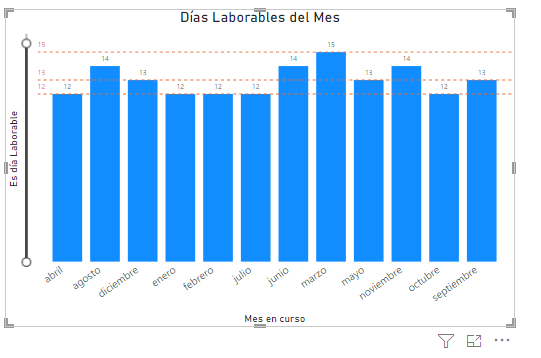 Días Laborables del Mes
Es día Laborable
15
13
12
12
14
13
12
12
12
14
15
13
14
12
13
abril
agosto
diciembre
enero
febrero
julio
junio
marzo
mayo
noviembre
octubre
septiembre
Mes en curso